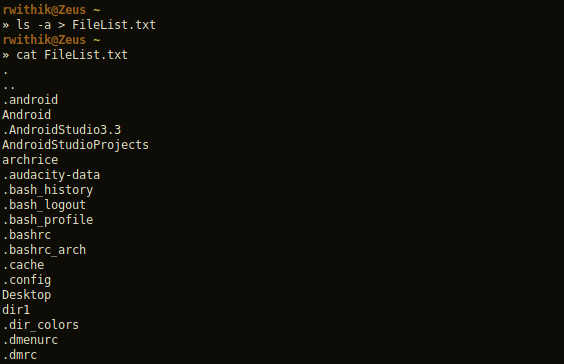 rwithik@Zeus ~
» ls -a > FileList.txt
rwithik@Zeus ~
» cat FileList.txt
.
..
.android
Android
.AndroidStudio3.3
AndroidStudioProjects
archrice
.audacity-data
.bash_history
.bash_logout
.bash_profile
.bashrc
.bashrc_arch
.cache
.config
Desktop
dir1
.dir_colors
.dmenurc
.dmrc